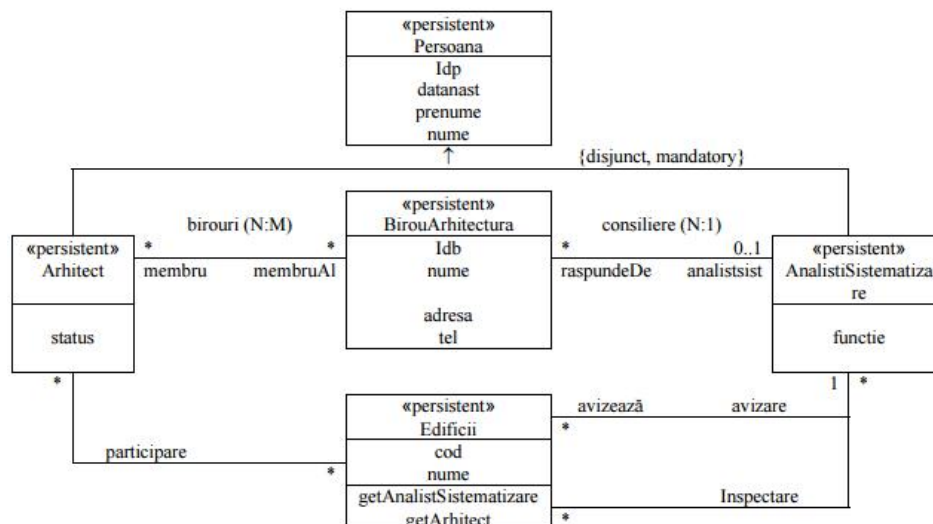 «persistent»
Persoana
Idp
datanast
prenume
nume
{disjunct, mandatory}
birouri (N:M)
«persistent»
BirouArhitectura
consiliere (N:1)
«persistent»
Arhitect
* *
Idb
* 0..1
«persistent»
AnalistiSistematiza
re
membru membruAl
nume
raspundeDe analistsist
status
adresa
tel
functie
*
1 *
«persistent»
Edificii
avizează avizare
*
participare
*
cod
nume
getAnalistSistematizare
getArhitect
Inspectare
*